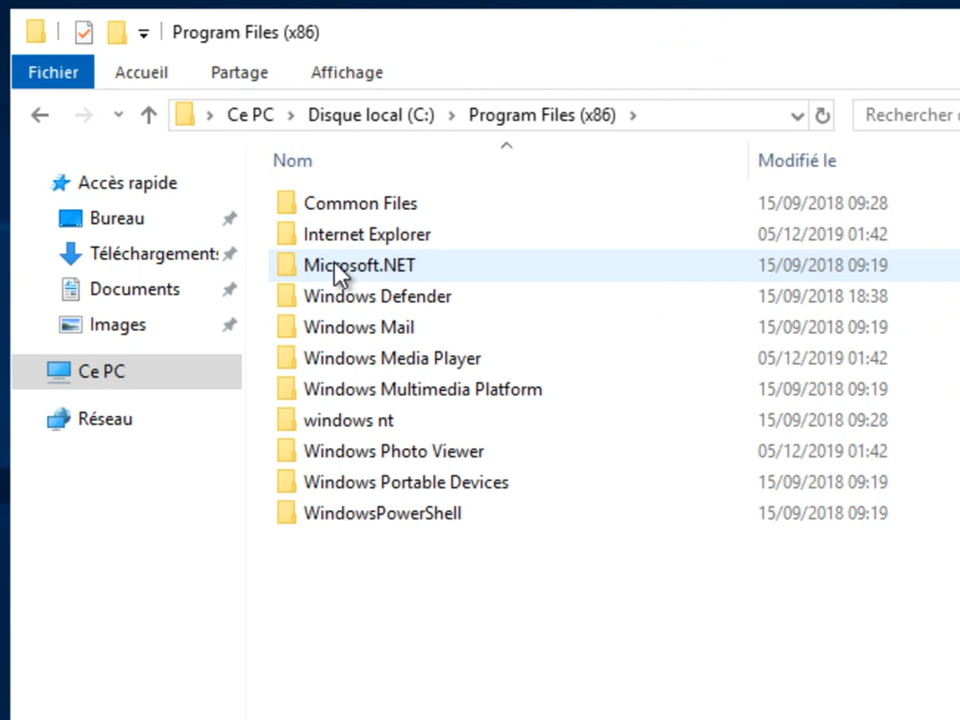 Program Files (x86)
Fichier Accueil Partage Affichage
Ce PC Disque local (C:) Program Files (x86) Rechercher
Nom Modifié le
Accès rapide
Bureau
Téléchargements
Documents
Images
Ce PC
Réseau
Common Files 15/09/2018 09:28
Internet Explorer 05/12/2019 01:42
Microsoft.NET 15/09/2018 09:19
Windows Defender 15/09/2018 18:38
Windows Mail 15/09/2018 09:19
Windows Media Player 05/12/2019 01:42
Windows Multimedia Platform 15/09/2018 09:19
windows nt 15/09/2018 09:28
Windows Photo Viewer 05/12/2019 01:42
Windows Portable Devices 15/09/2018 09:19
WindowsPowerShell 15/09/2018 09:19